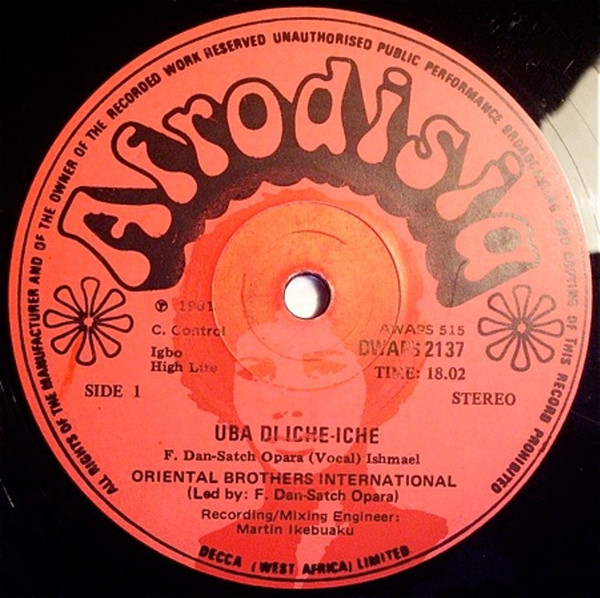 ALL RIGHTS OF THE MANUFACTURER AND OF THE OWNER OF THE RECORDED WORK RESERVED UNAUTHORISED PUBLIC PERFORMANCE BROADCASTING AND COPYING OF THIS RECORD PROHIBITED
Afrodisia
℗ 1981
C. Control
Igbo
High Life
SIDE 1
AWAPS 515
DWAPS 2137
TIME: 18.02
STEREO
UBA DI ICHE-ICHE
F. Dan-Satch Opara (Vocal) Ishmael
ORIENTAL BROTHERS INTERNATIONAL
(Led by: F. Dan-Satch Opara)
Recording/Mixing Engineer:
Martin Ikebuaku
DECCA (WEST AFRICA) LIMITED